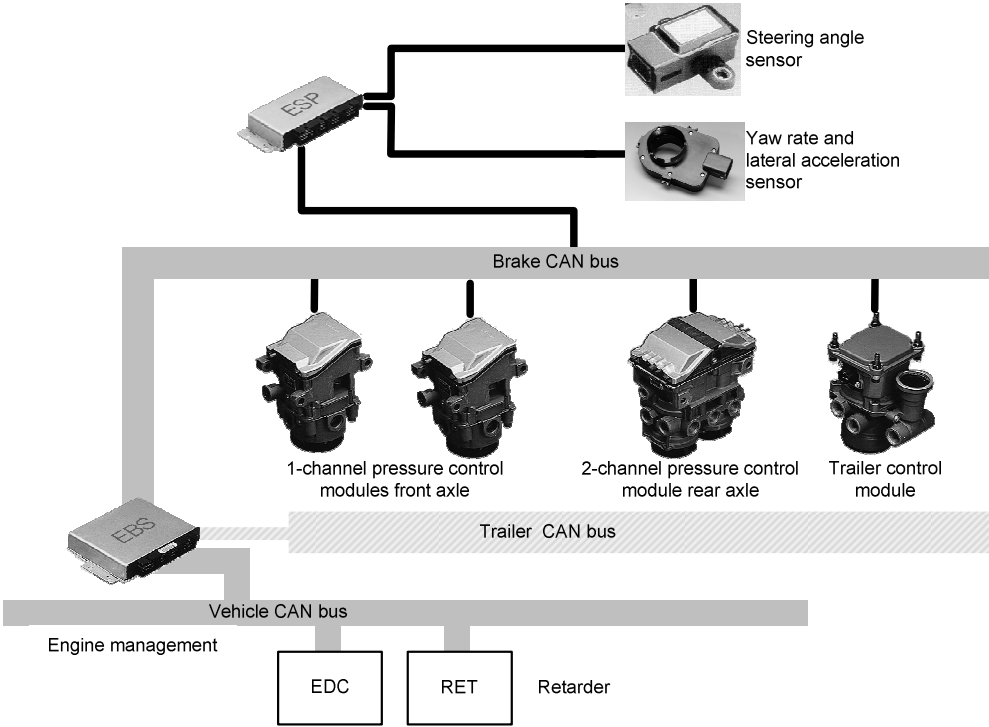 Steering angle
sensor
ESP
Yaw rate and
lateral acceleration
sensor
Brake CAN bus
1-channel pressure control
modules front axle
2-channel pressure control
module rear axle
Trailer control
module
EBS
Trailer CAN bus
Vehicle CAN bus
Engine management
EDC
RET
Retarder